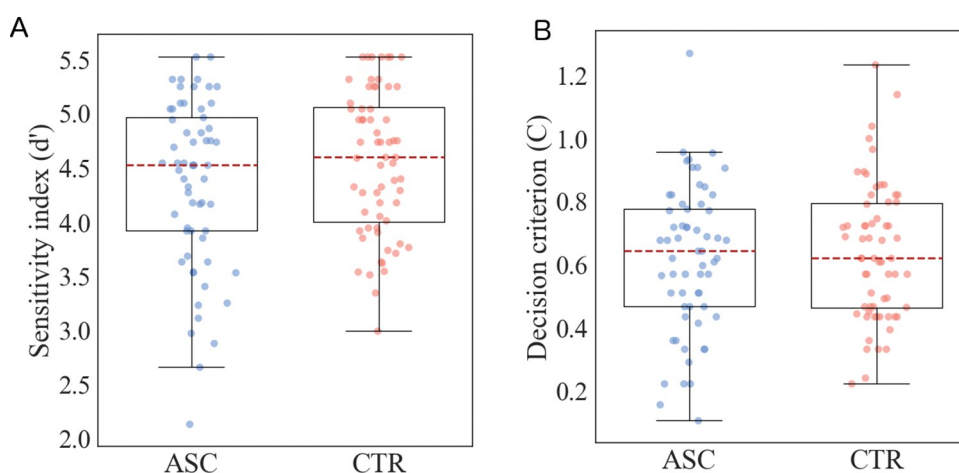 A
Sensitivity index (d')
5.5
5.0
4.5
4.0
3.5
3.0
2.5
2.0
ASC CTR
B
Decision criterion (C)
1.2
1.0
0.8
0.6
0.4
0.2
ASC CTR